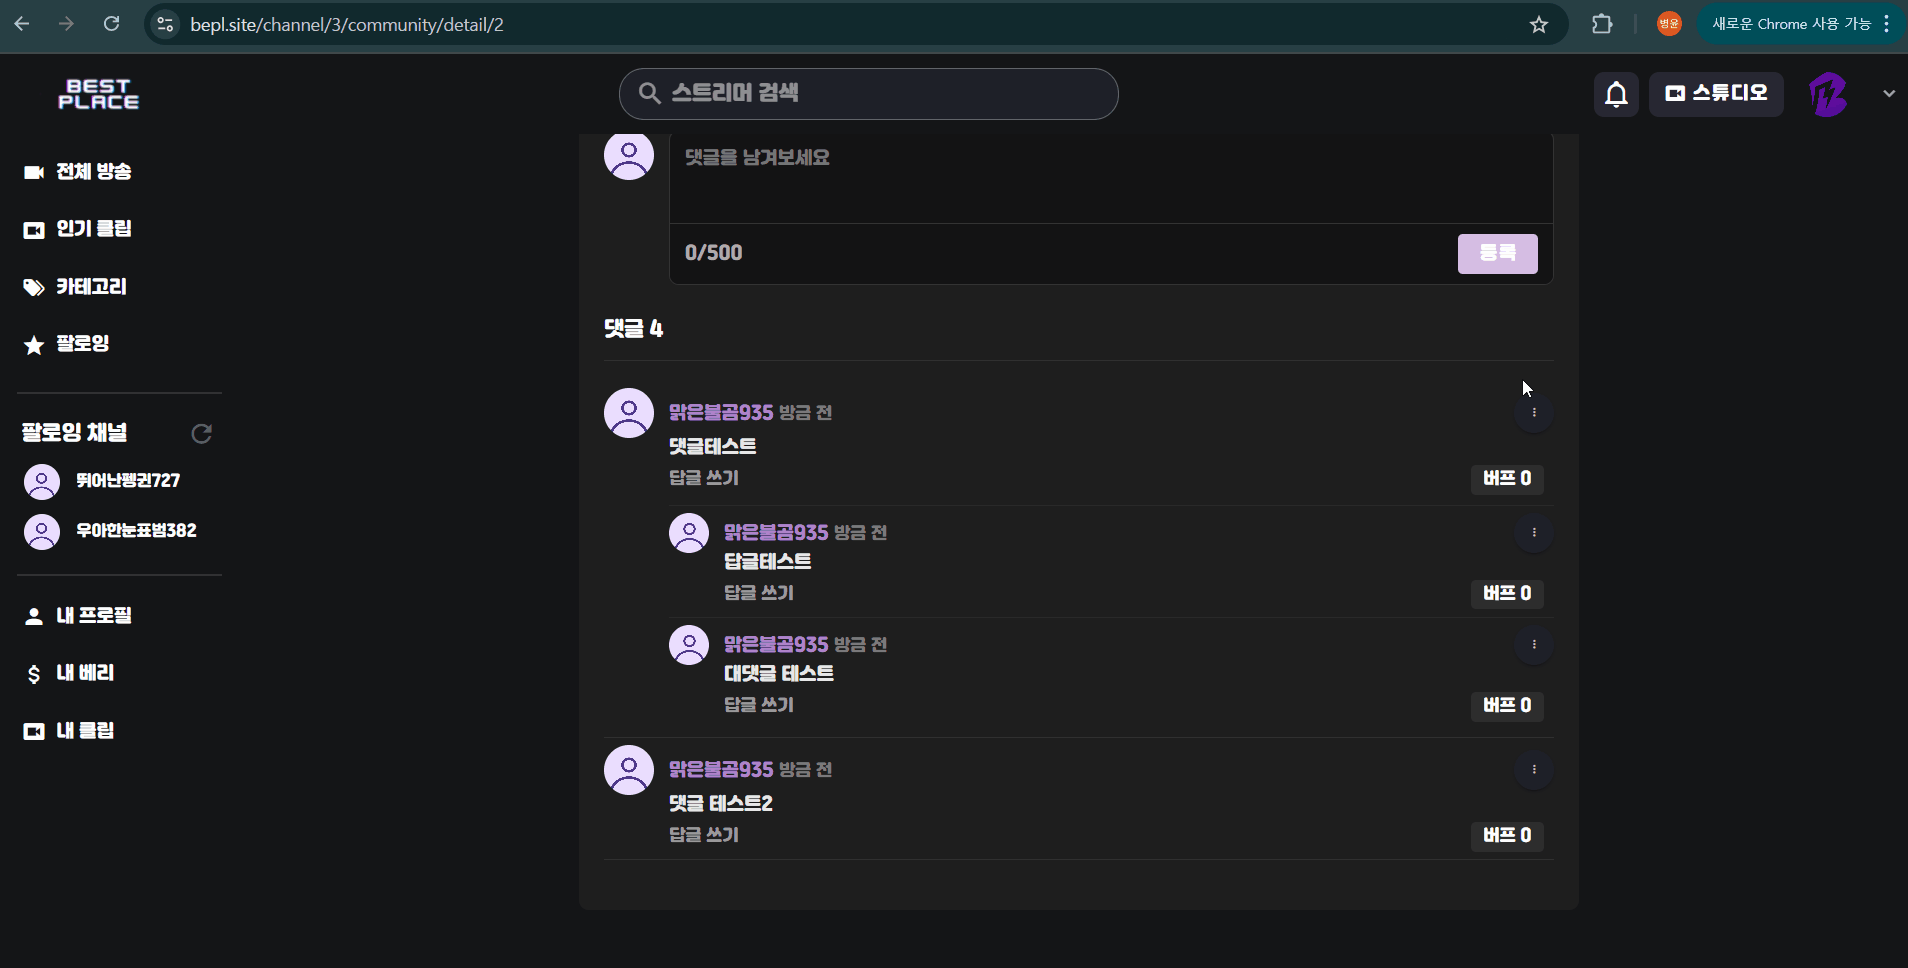 bepl.site/channel/3/community/detail/2
병윤
새로운 Chrome 사용 가능
BEST
PLACE
스트리머 검색
스튜디오
전체 방송
인기 클립
카테고리
팔로잉
팔로잉 채널
뛰어난펭귄727
우아한눈표범382
내 프로필
내 베리
내 클립
댓글을 남겨보세요
0/500
등록
댓글 4
맑은불곰935 방금 전
댓글테스트
답글 쓰기
버프 0
맑은불곰935 방금 전
답글테스트
답글 쓰기
버프 0
맑은불곰935 방금 전
대댓글 테스트
답글 쓰기
버프 0
맑은불곰935 방금 전
댓글 테스트2
답글 쓰기
버프 0